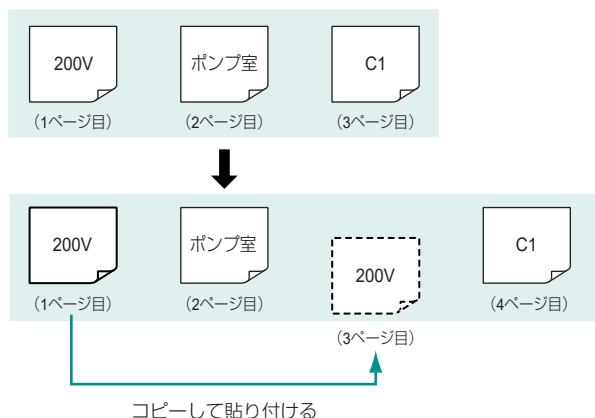 200V ポンプ室 C1
(1ページ目) (2ページ目) (3ページ目)
200V ポンプ室 200V C1
(1ページ目) (2ページ目) (4ページ目)
(3ページ目)
コピーして貼り付ける